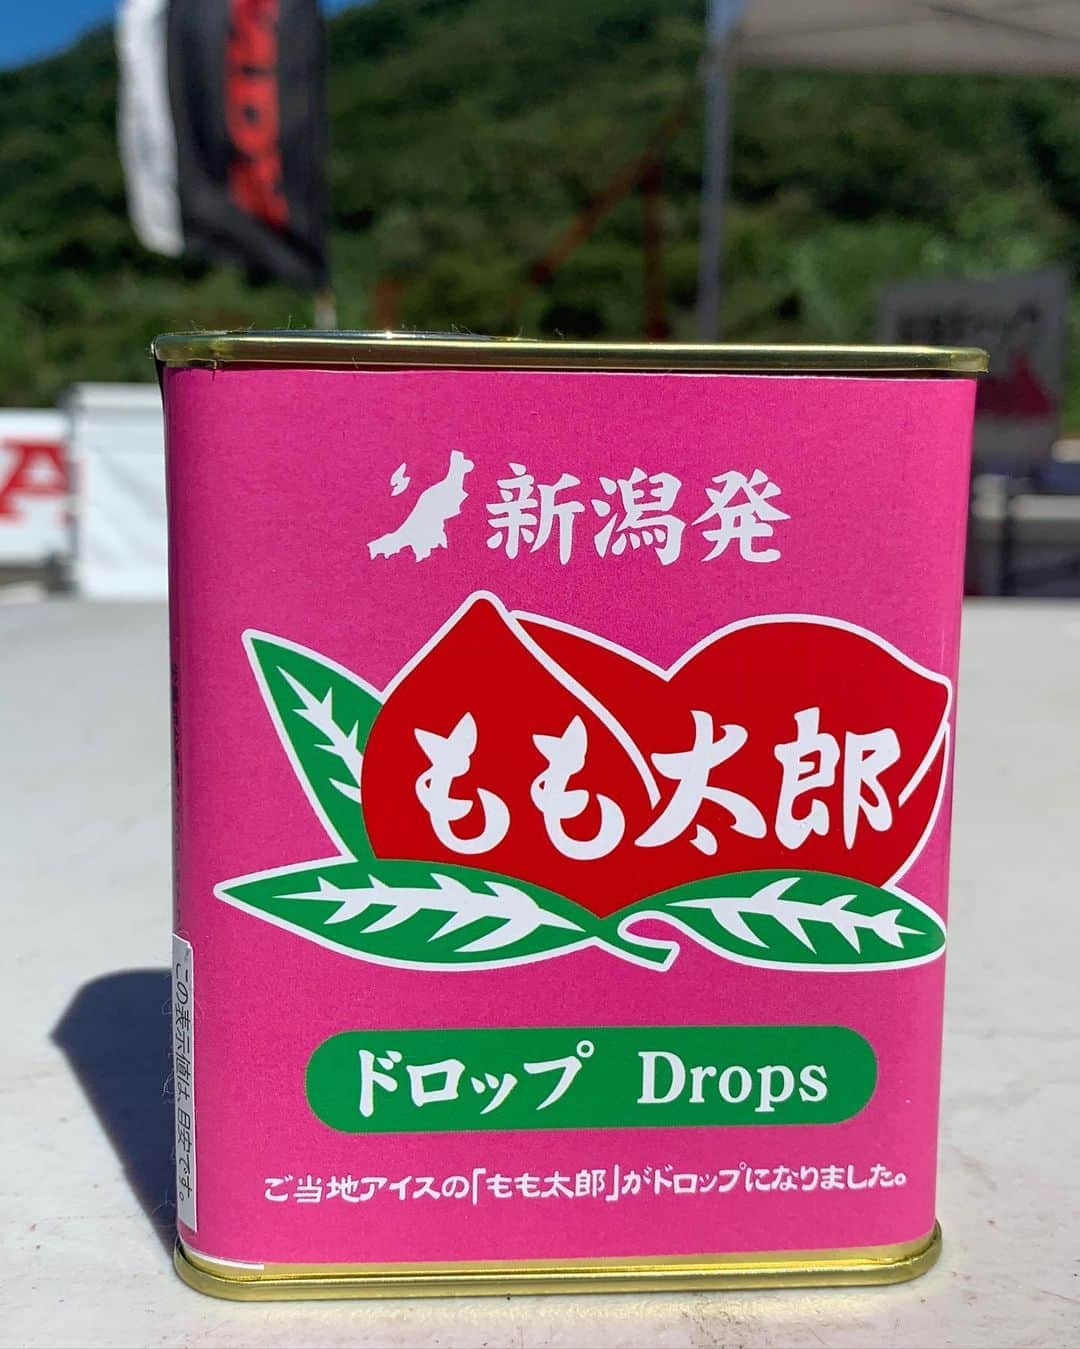 新潟発
もも太郎
ドロップ Drops
ご当地アイスの「もも太郎」がドロップになりました。
この表示値は、目安です。
A